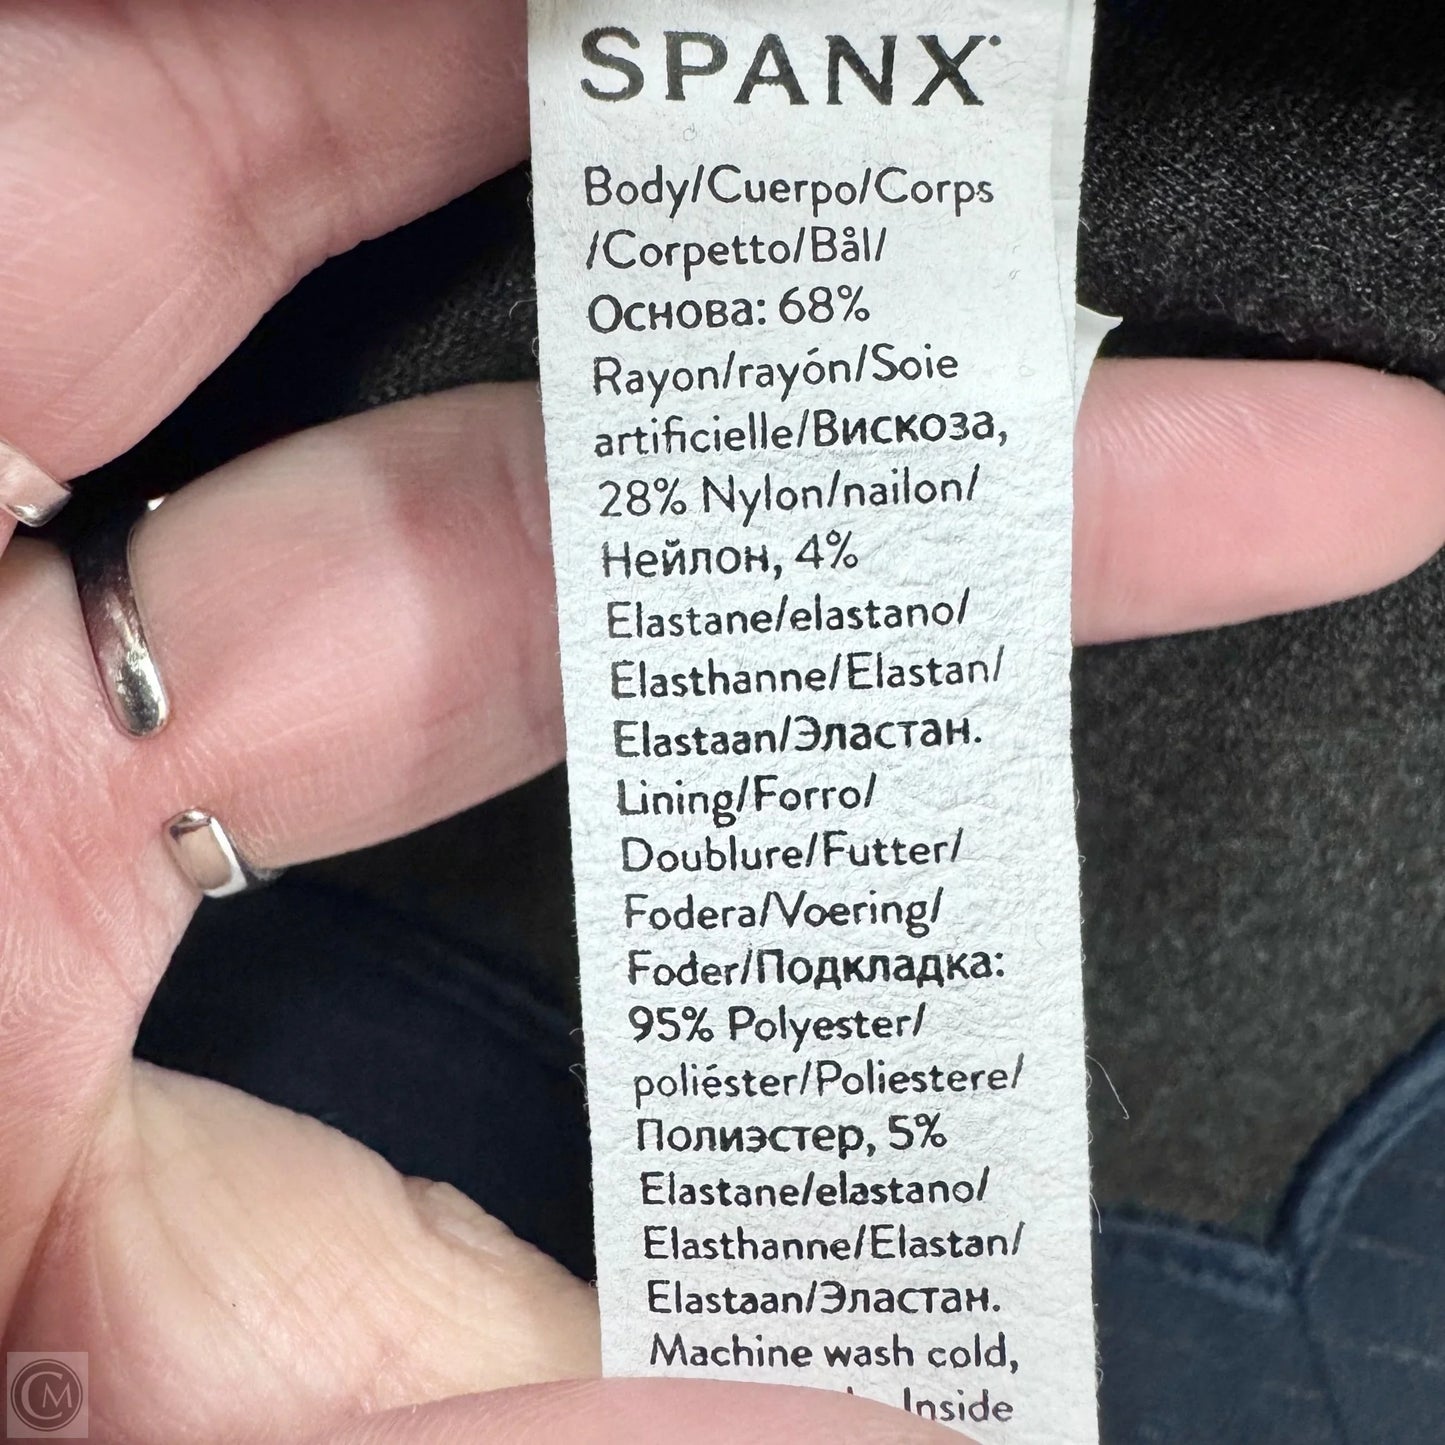 SPANX
Body/Cuerpo/Corps
/Corpetto/Bål/
Основа: 68%
Rayon/rayón/Soie
artificielle/Вискоза,
28% Nylon/nailon/
Нейлон, 4%
Elastane/elastano/
Elasthanne/Elastan/
Elastaan/Эластан.
Lining/Forro/
Doublure/Futter/
Fodera/Voering/
Foder/Подкладка:
95% Polyester/
poliéster/Poliestere/
Полиэстер, 5%
Elastane/elastano/
Elasthanne/Elastan/
Elastaan/Эластан.
Machine wash cold,
Inside
CM